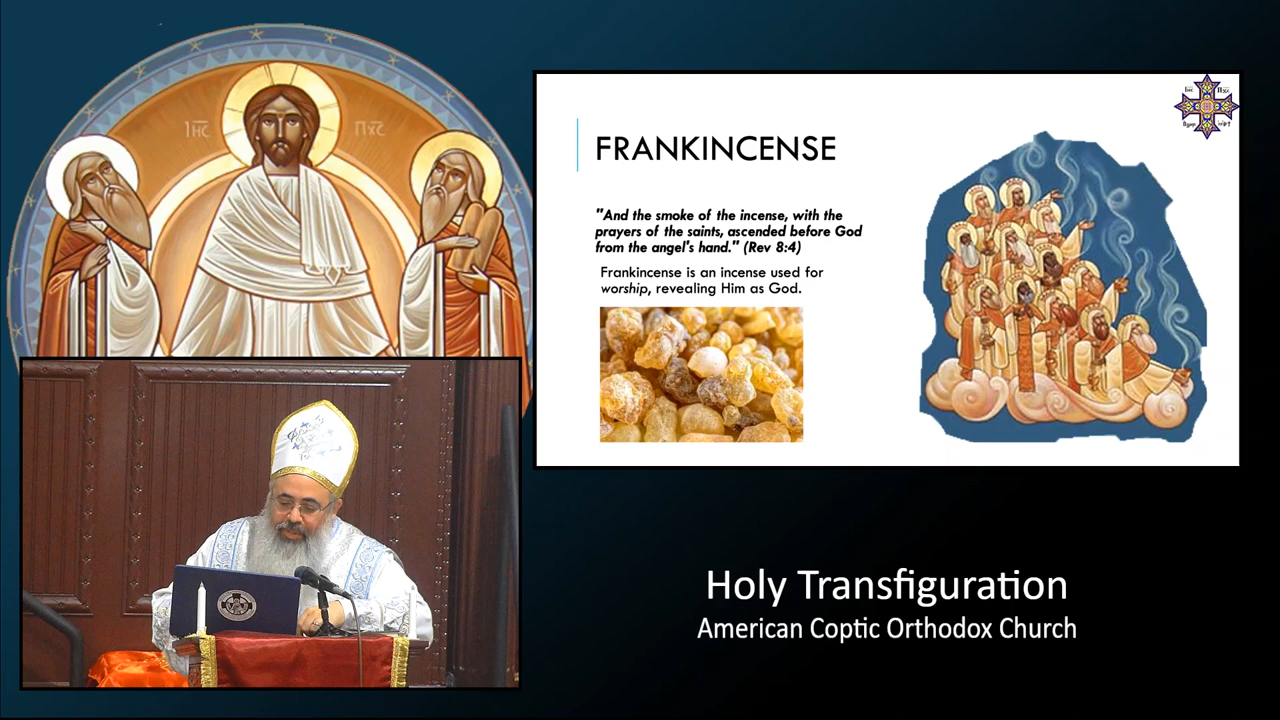 ⲒⲎⲤ
ⲠⲬⲤ
FRANKINCENSE
"And the smoke of the incense, with the
prayers of the saints, ascended before God
from the angel's hand." (Rev 8:4)
Frankincense is an incense used for
worship, revealing Him as God.
Holy Transfiguration
American Coptic Orthodox Church